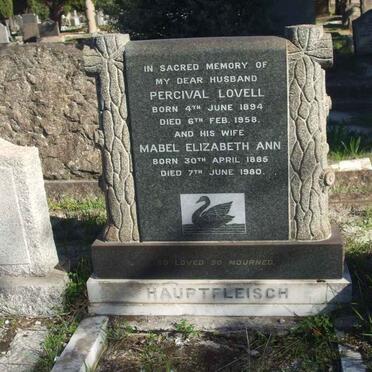 IN SACRED MEMORY OF
MY DEAR HUSBAND
PERCIVAL LOVELL
BORN 4TH JUNE 1894
DIED 6TH FEB. 1958.
AND HIS WIFE
MABEL ELIZABETH ANN
BORN 30TH APRIL 1886
DIED 7TH JUNE 1980.
SO LOVED SO MOURNED.
HAUPTFLEISCH